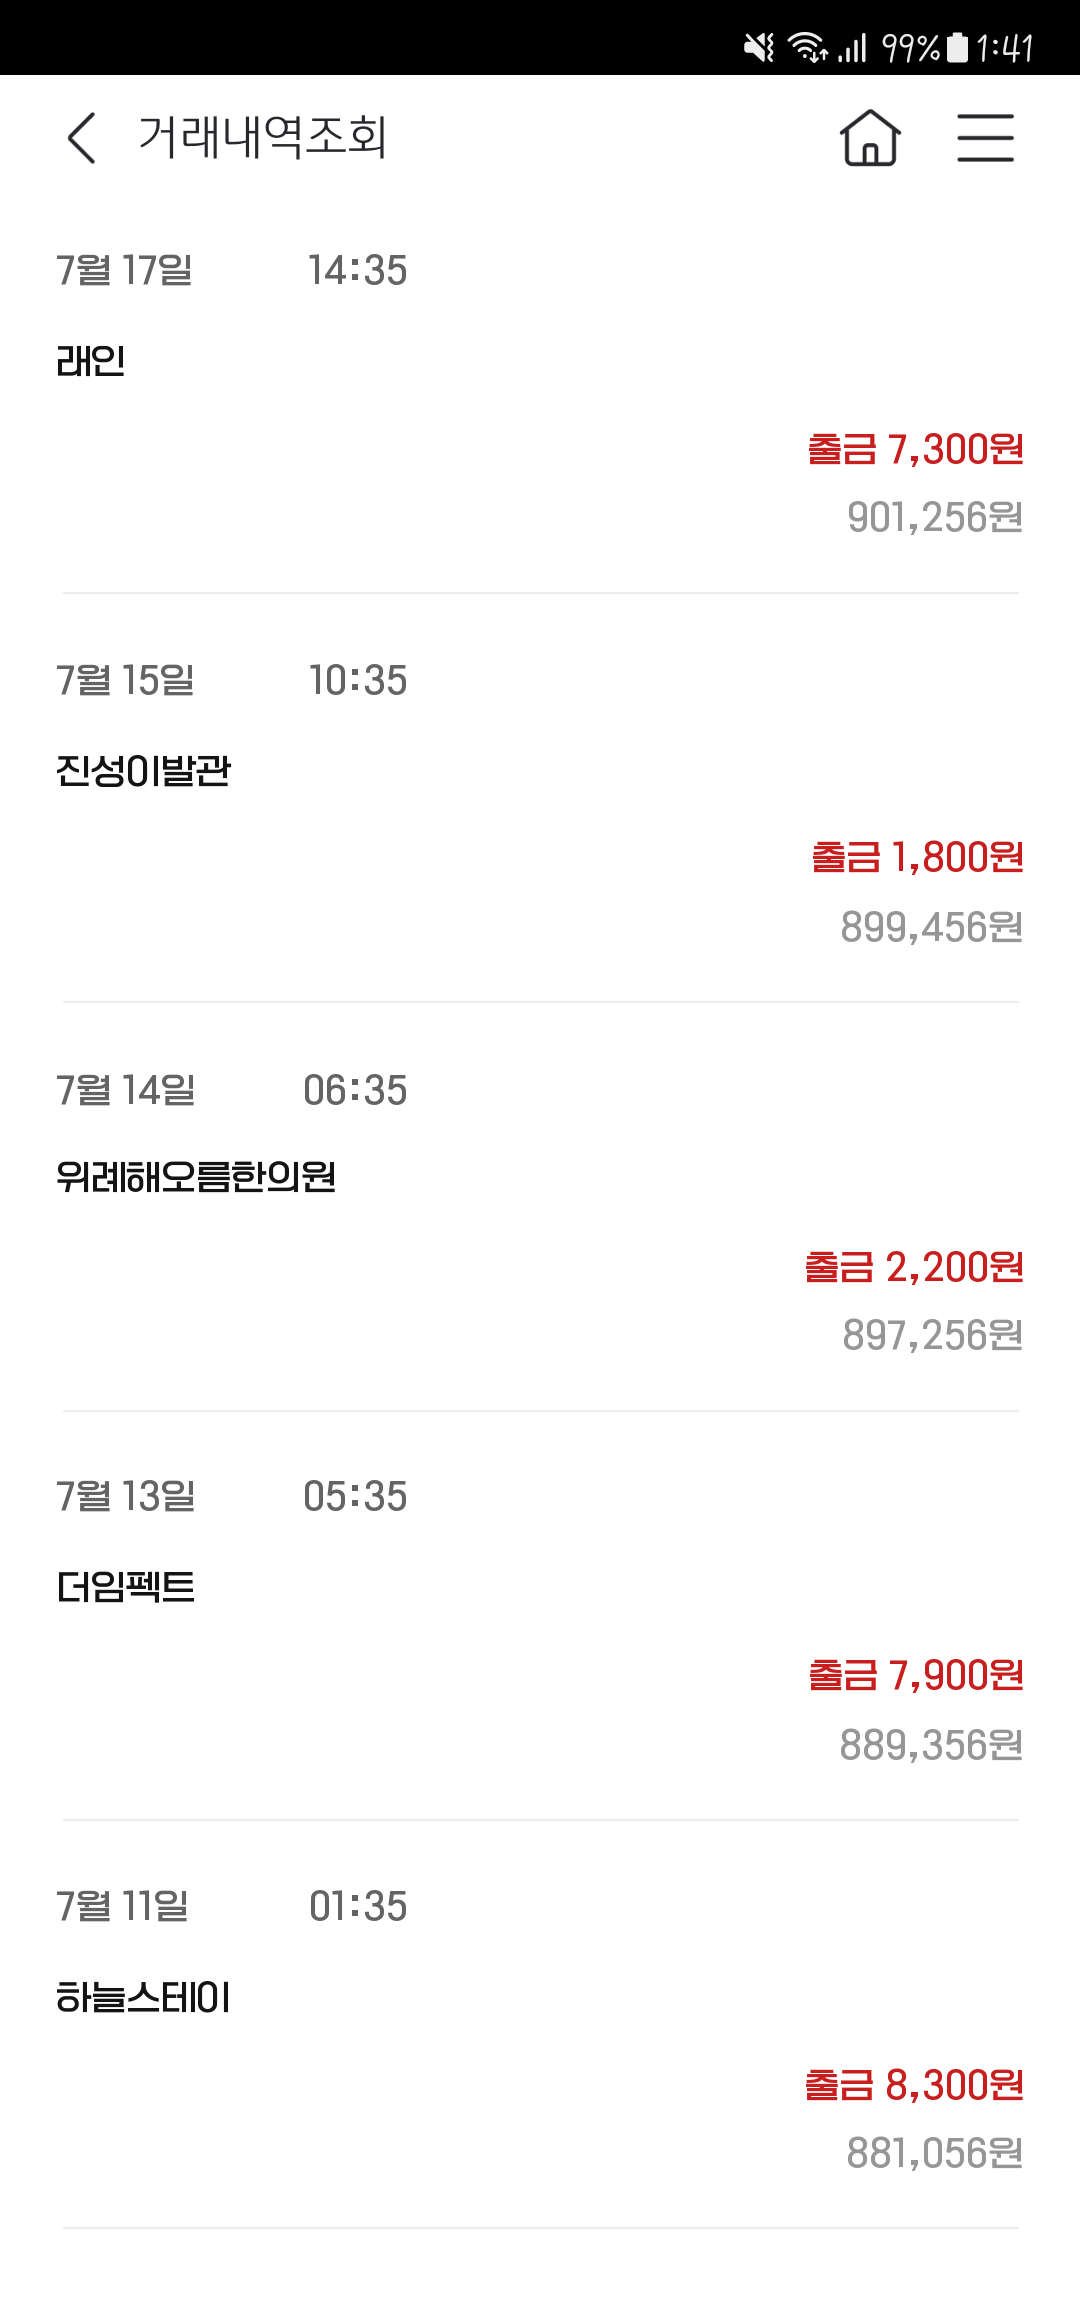 99% 1:41
거래내역조회
7월 17일 14:35
래인
출금 7,300원
901,256원
7월 15일 10:35
진성이발관
출금 1,800원
899,456원
7월 14일 06:35
위례해오름한의원
출금 2,200원
897,256원
7월 13일 05:35
더임펙트
출금 7,900원
889,356원
7월 11일 01:35
하늘스테이
출금 8,300원
881,056원